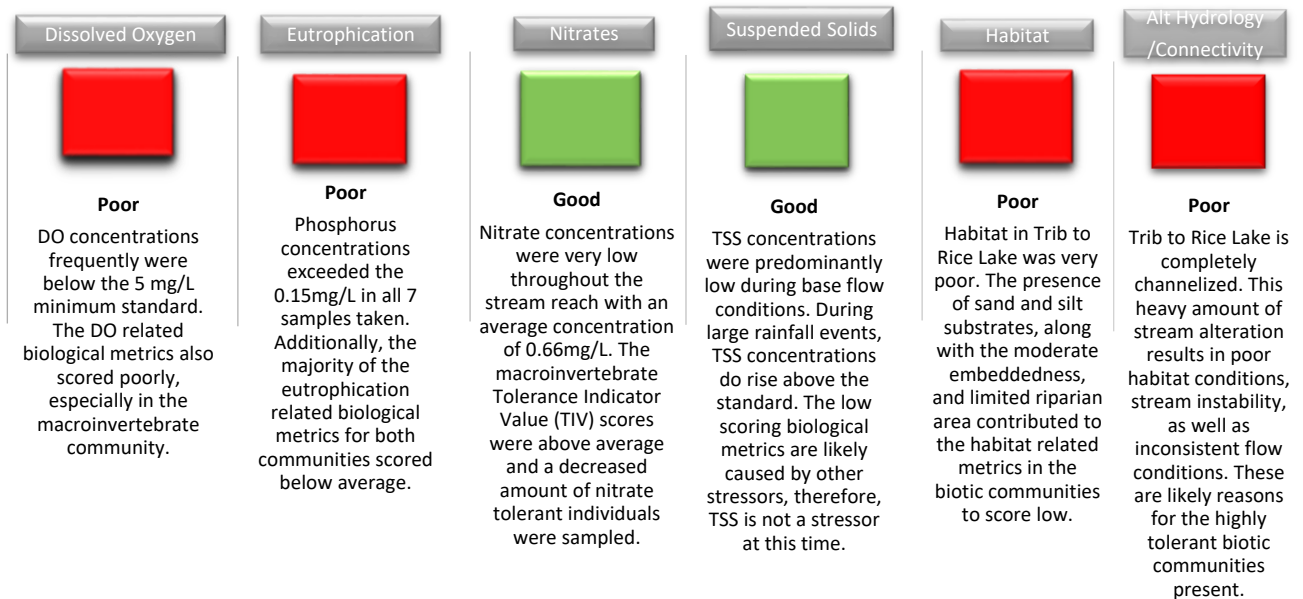 Dissolved Oxygen
Poor
DO concentrations
frequently were
below the 5 mg/L
minimum standard.
The DO related
biological metrics also
scored poorly,
especially in the
macroinvertebrate
community.
Eutrophication
Poor
Phosphorus
concentrations
exceeded the
0.15mg/L in all 7
samples taken.
Additionally, the
majority of the
eutrophication
related biological
metrics for both
communities scored
below average.
Nitrates
Good
Nitrate concentrations
were very low
throughout the
stream reach with an
average concentration
of 0.66mg/L. The
macroinvertebrate
Tolerance Indicator
Value (TIV) scores
were above average
and a decreased
amount of nitrate
tolerant individuals
were sampled.
Suspended Solids
Good
TSS concentrations
were predominantly
low during base flow
conditions. During
large rainfall events,
TSS concentrations
do rise above the
standard. The low
scoring biological
metrics are likely
caused by other
stressors, therefore,
TSS is not a stressor
at this time.
Habitat
Poor
Habitat in Trib to
Rice Lake was very
poor. The presence
of sand and silt
substrates, along
with the moderate
embeddedness,
and limited riparian
area contributed to
the habitat related
metrics in the
biotic communities
to score low.
Alt Hydrology
/Connectivity
Poor
Trib to Rice Lake is
completely
channelized. This
heavy amount of
stream alteration
results in poor
habitat conditions,
stream instability,
as well as
inconsistent flow
conditions. These
are likely reasons
for the highly
tolerant biotic
communities
present.